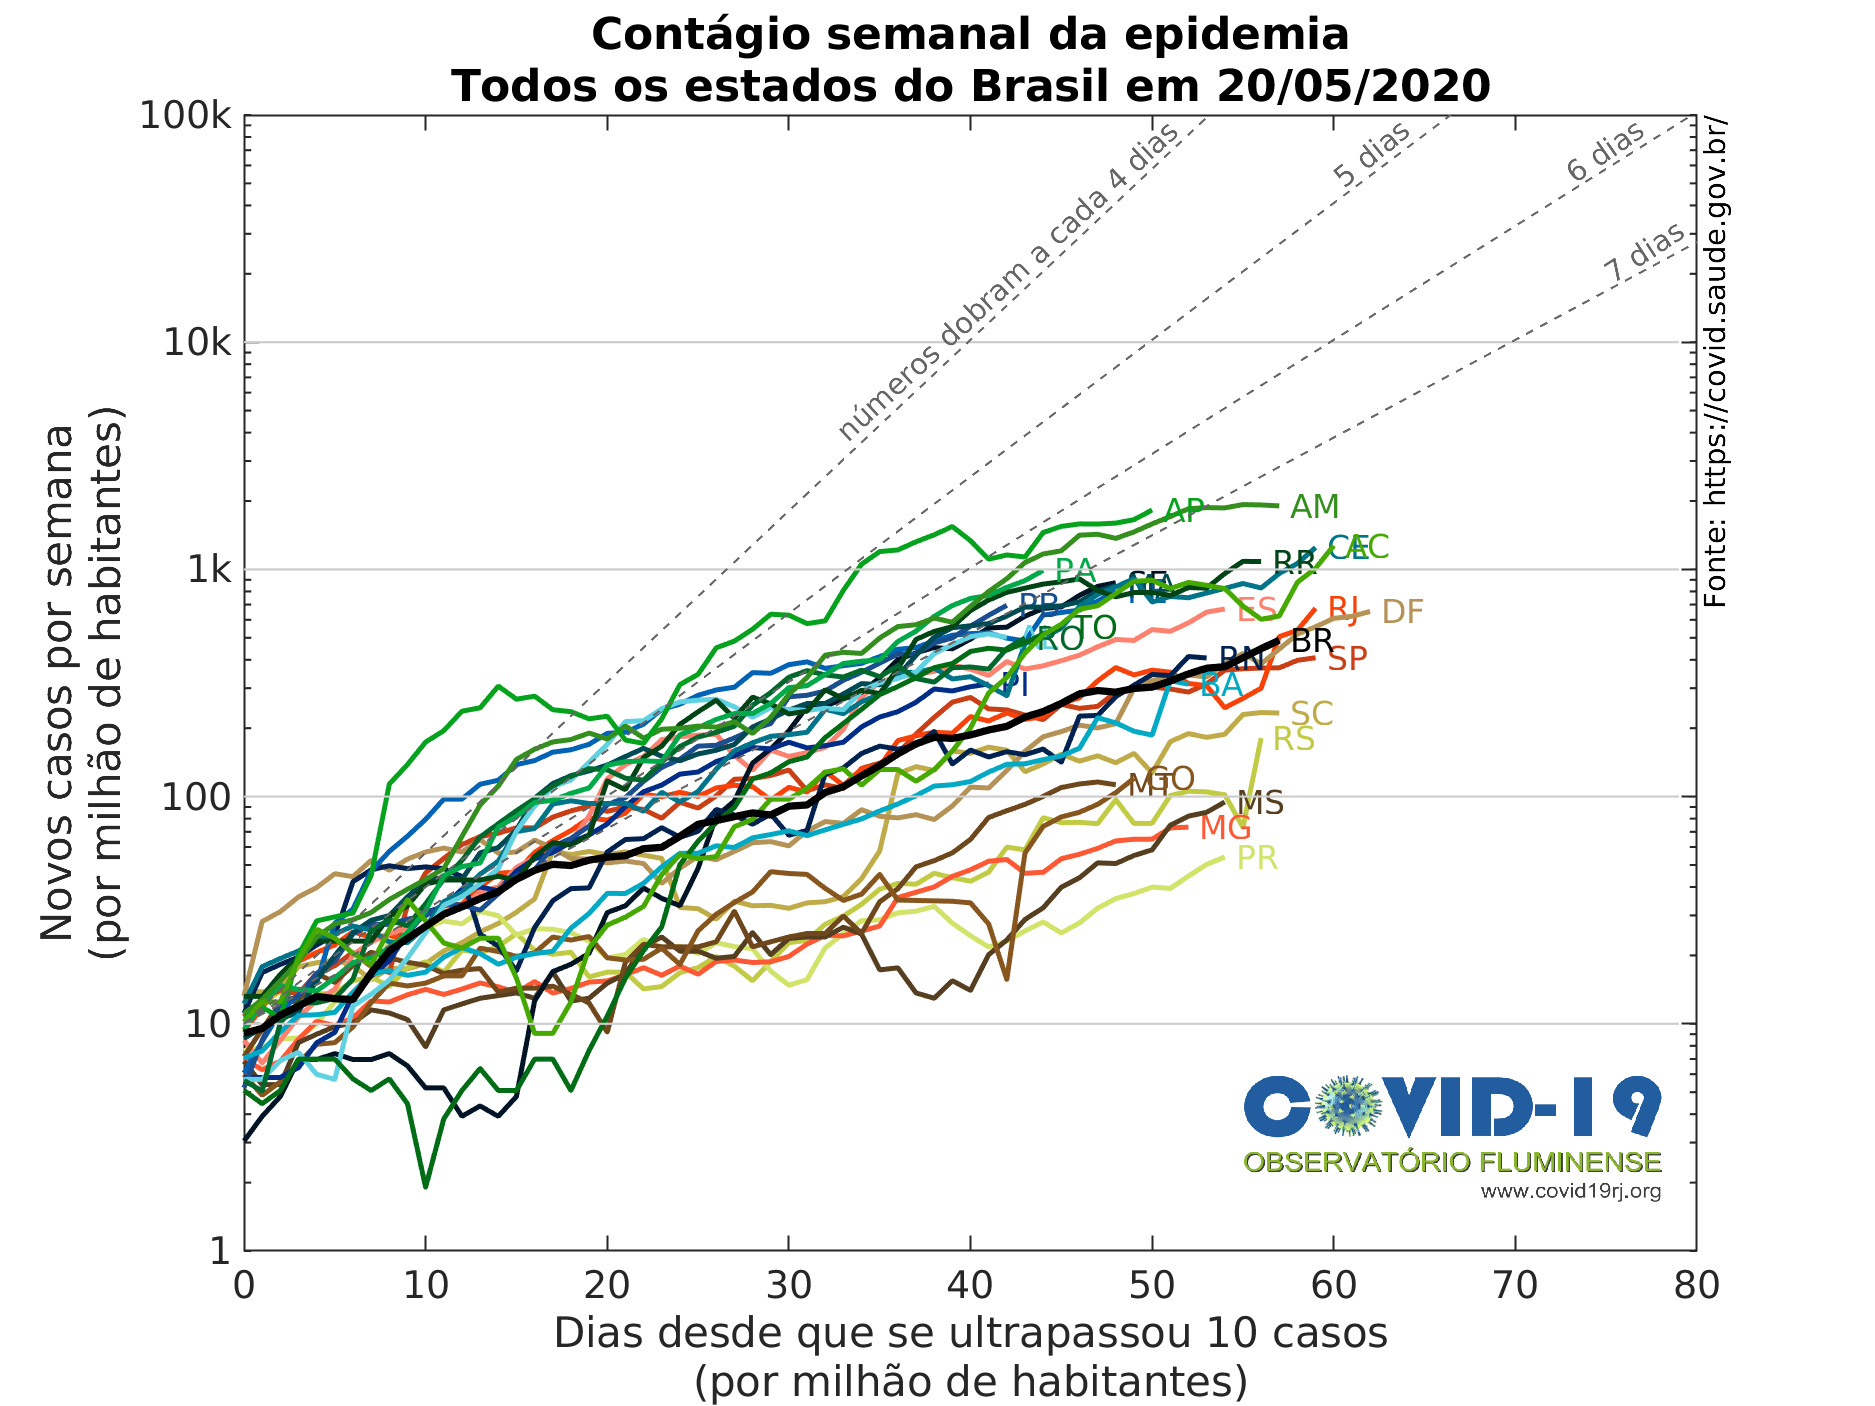 Contágio semanal da epidemia
Todos os estados do Brasil em 20/05/2020
100k
10k
1k
100
10
1
Novos casos por semana
(por milhão de habitantes)
números dobram a cada 4 dias
5 dias
6 dias
7 dias
Fonte: https://covid.saude.gov.br/
AP
AM
CE
AC
RR
PA
SE
PB
ES
RJ
DF
TO
RO
BR
RN
SP
PI
BA
SC
RS
GO
MT
MS
MG
PR
COVID-19
OBSERVATÓRIO FLUMINENSE
www.covid19rj.org
0 10 20 30 40 50 60 70 80
Dias desde que se ultrapassou 10 casos
(por milhão de habitantes)